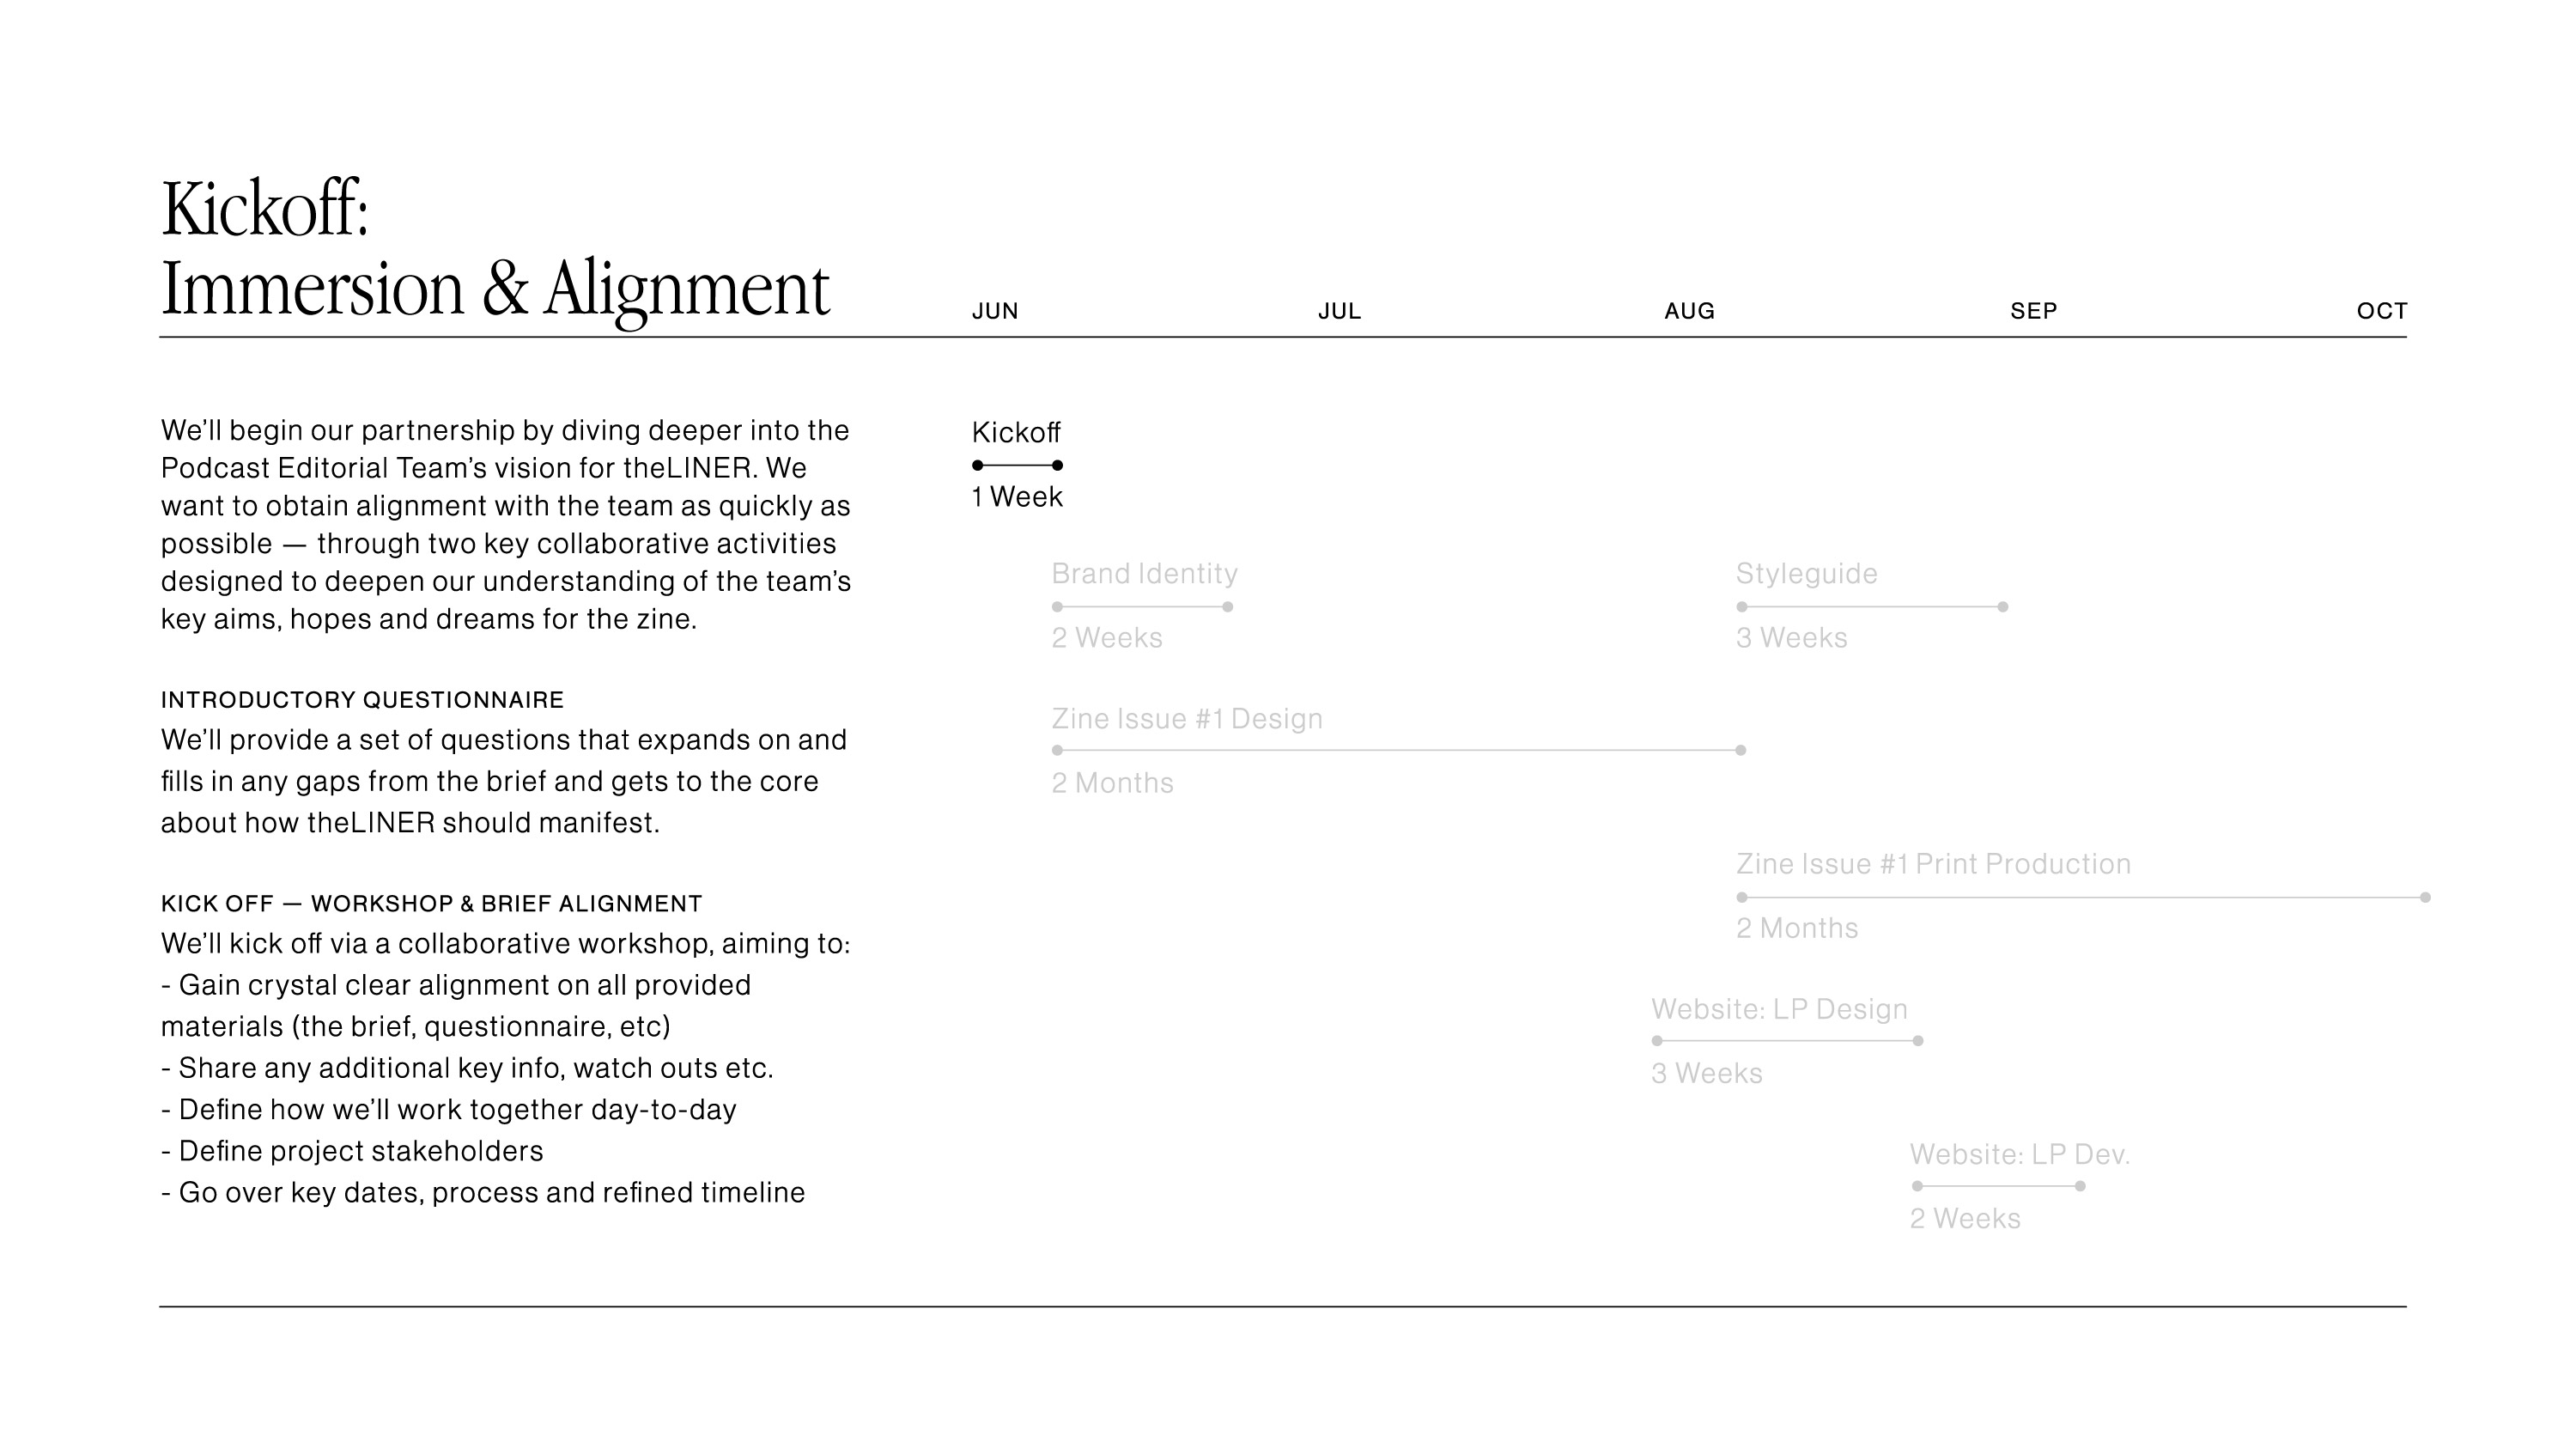 Kickoff:
Immersion & Alignment
JUN
JUL
AUG
SEP
OCT
We’ll begin our partnership by diving deeper into the
Podcast Editorial Team’s vision for theLINER. We
want to obtain alignment with the team as quickly as
possible — through two key collaborative activities
designed to deepen our understanding of the team’s
key aims, hopes and dreams for the zine.
INTRODUCTORY QUESTIONNAIRE
We’ll provide a set of questions that expands on and
fills in any gaps from the brief and gets to the core
about how theLINER should manifest.
KICK OFF — WORKSHOP & BRIEF ALIGNMENT
We’ll kick off via a collaborative workshop, aiming to:
- Gain crystal clear alignment on all provided
materials (the brief, questionnaire, etc)
- Share any additional key info, watch outs etc.
- Define how we’ll work together day-to-day
- Define project stakeholders
- Go over key dates, process and refined timeline
Kickoff
1 Week
Brand Identity
2 Weeks
Styleguide
3 Weeks
Zine Issue #1 Design
2 Months
Zine Issue #1 Print Production
2 Months
Website: LP Design
3 Weeks
Website: LP Dev.
2 Weeks